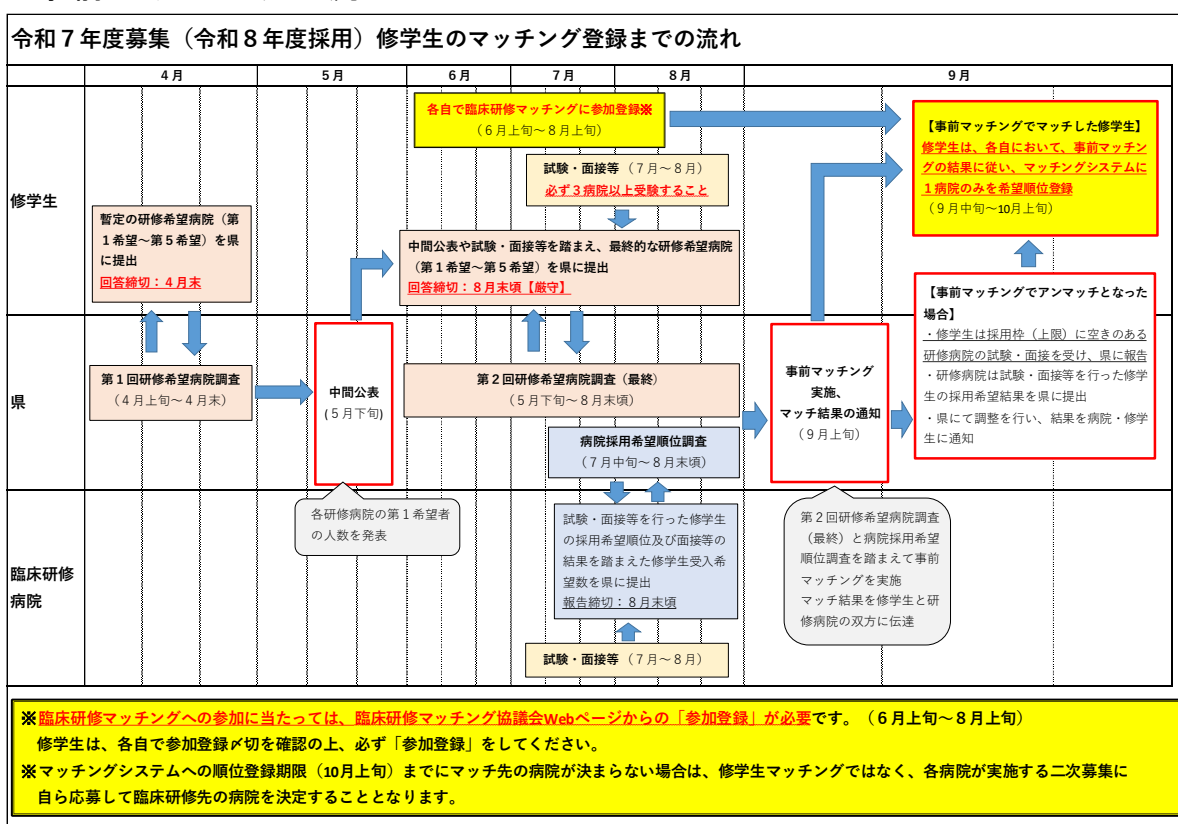 令和７年度募集（令和８年度採用）修学生のマッチング登録までの流れ
４月
５月
６月
７月
８月
９月
修学生
各自で臨床研修マッチングに参加登録※
（６月上旬～８月上旬）
試験・面接等（７月～８月）
必ず３病院以上受験すること
暫定の研修希望病院（第
１希望～第５希望）を県
に提出
回答締切：４月末
中間公表や試験・面接等を踏まえ、最終的な研修希望病院
（第１希望～第５希望）を県に提出
回答締切：８月末頃【厳守】
【事前マッチングでマッチした修学生】
修学生は、各自において、事前マッチン
グの結果に従い、マッチングシステムに
１病院のみを希望順位登録
（９月中旬～10月上旬）
県
第１回研修希望病院調査
（４月上旬～４月末）
中間公表
(５月下旬)
第２回研修希望病院調査（最終）
（５月下旬～８月末頃）
病院採用希望順位調査
（７月中旬～８月末頃）
事前マッチング
実施、
マッチ結果の通知
（９月上旬）
【事前マッチングでアンマッチとなった
場合】
・修学生は採用枠（上限）に空きのある
研修病院の試験・面接を受け、県に報告
・研修病院は試験・面接等を行った修学
生の採用希望結果を県に提出
・県にて調整を行い、結果を病院・修学
生に通知
臨床研修
病院
各研修病院の第１希望者
の人数を発表
試験・面接等を行った修学生
の採用希望順位及び面接等の
結果を踏まえた修学生受入希
望数を県に提出
報告締切：８月末頃
試験・面接等（７月～８月）
第２回研修希望病院調査
（最終）と病院採用希望
順位調査を踏まえて事前
マッチングを実施
マッチ結果を修学生と研
修病院の双方に伝達
※臨床研修マッチングへの参加に当たっては、臨床研修マッチング協議会Webページからの「参加登録」が必要です。（６月上旬～８月上旬）
修学生は、各自で参加登録〆切を確認の上、必ず「参加登録」をしてください。
※マッチングシステムへの順位登録期限（10月上旬）までにマッチ先の病院が決まらない場合は、修学生マッチングではなく、各病院が実施する二次募集に
自ら応募して臨床研修先の病院を決定することとなります。